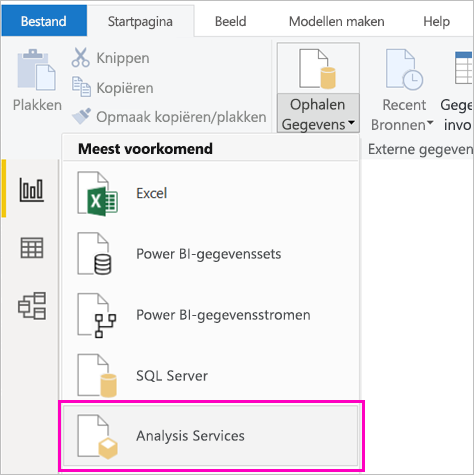 Bestand Startpagina Beeld Modellen maken Help
Plakken
Knippen
Kopiëren
Opmaak kopiëren/plakken
Ophalen
Gegevens
Recent
Bronnen
Gege
invo
Externe gegeven
Meest voorkomend
Excel
Power BI-gegevenssets
Power BI-gegevensstromen
SQL Server
Analysis Services